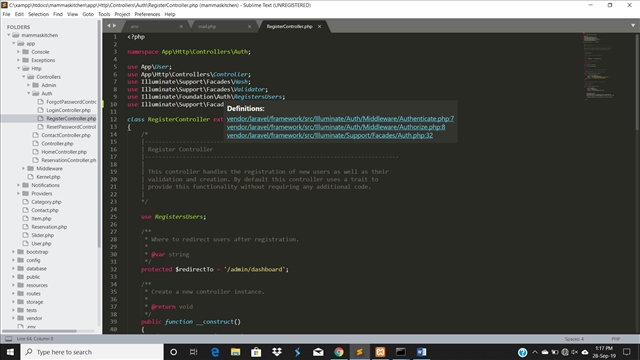 C:\xampp\htdocs\mammaskitchen\app\Http\Controllers\Auth\RegisterController.php (mammaskitchen) - Sublime Text (UNREGISTERED)
File Edit Selection Find View Goto Tools Project Preferences Help
FOLDERS
mammaskitchen
app
Console
Exceptions
Http
Controllers
Admin
Auth
ForgotPasswordContro
LoginController.php
RegisterController.php
ResetPasswordControl
ContactController.php
Controller.php
HomeController.php
ReservationController.php
Middleware
Kernel.php
Notifications
Providers
Category.php
Contact.php
Item.php
Reservation.php
Slider.php
User.php
bootstrap
config
database
public
resources
routes
storage
tests
vendor
.env
.env
mail.php
RegisterController.php
1 <?php
2
3 namespace App\Http\Controllers\Auth;
4
5 use App\User;
6 use App\Http\Controllers\Controller;
7 use Illuminate\Support\Facades\Hash;
8 use Illuminate\Support\Facades\Validator;
9 use Illuminate\Foundation\Auth\RegistersUsers;
10 use Illuminate\Support\Facad
Definitions:
vendor/laravel/framework/src/Illuminate/Auth/Middleware/Authenticate.php:7
vendor/laravel/framework/src/Illuminate/Auth/Middleware/Authorize.php:8
vendor/laravel/framework/src/Illuminate/Support/Facades/Auth.php:32
11
12 class RegisterController ext
13 {
14 /*
15 |--------------------------------------------------------------------------
16 | Register Controller
17 |--------------------------------------------------------------------------
18 |
19 | This controller handles the registration of new users as well as their
20 | validation and creation. By default this controller uses a trait to
21 | provide this functionality without requiring any additional code.
22 |
23 */
24
25 use RegistersUsers;
26
27 /**
28 * Where to redirect users after registration.
29 *
30 * @var string
31 */
32 protected $redirectTo = '/admin/dashboard';
33
34 /**
35 * Create a new controller instance.
36 *
37 * @return void
38 */
39 public function __construct()
40 {
Line 64, Column 8
Spaces: 4
PHP
Type here to search
1:17 PM
28-Sep-19